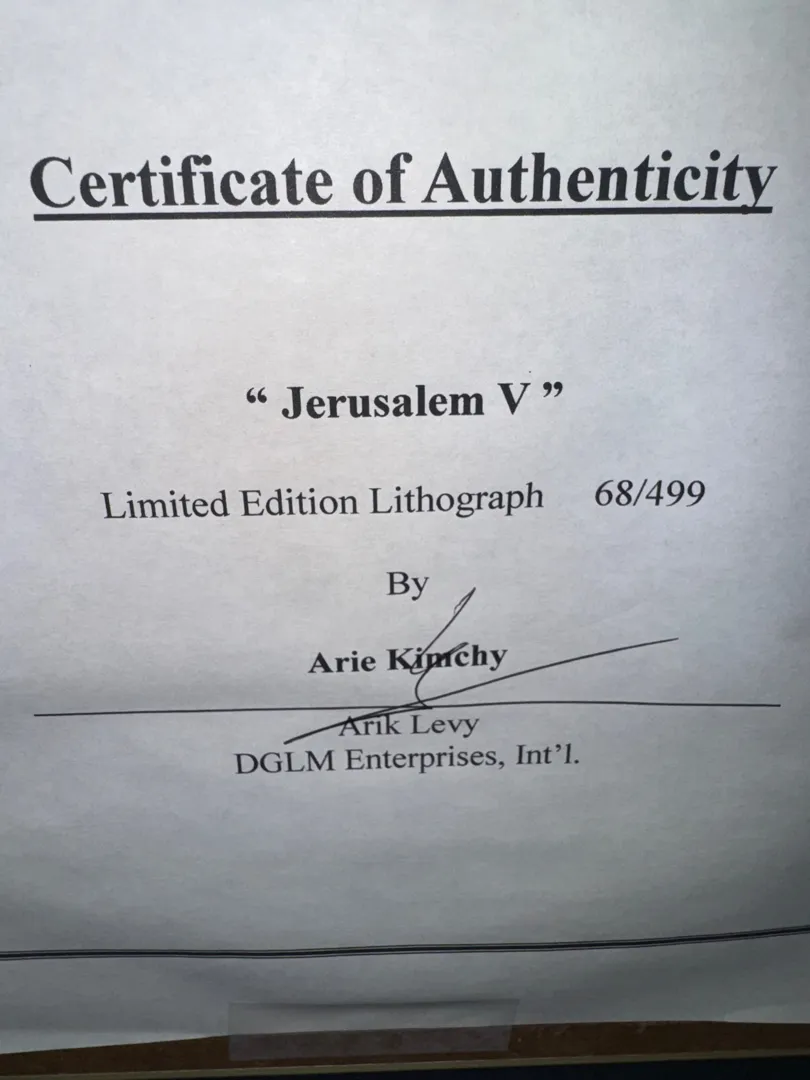 Certificate of Authenticity
“ Jerusalem V ”
Limited Edition Lithograph 68/499
By
Arie Kimchy
Arik Levy
DGLM Enterprises, Int’l.